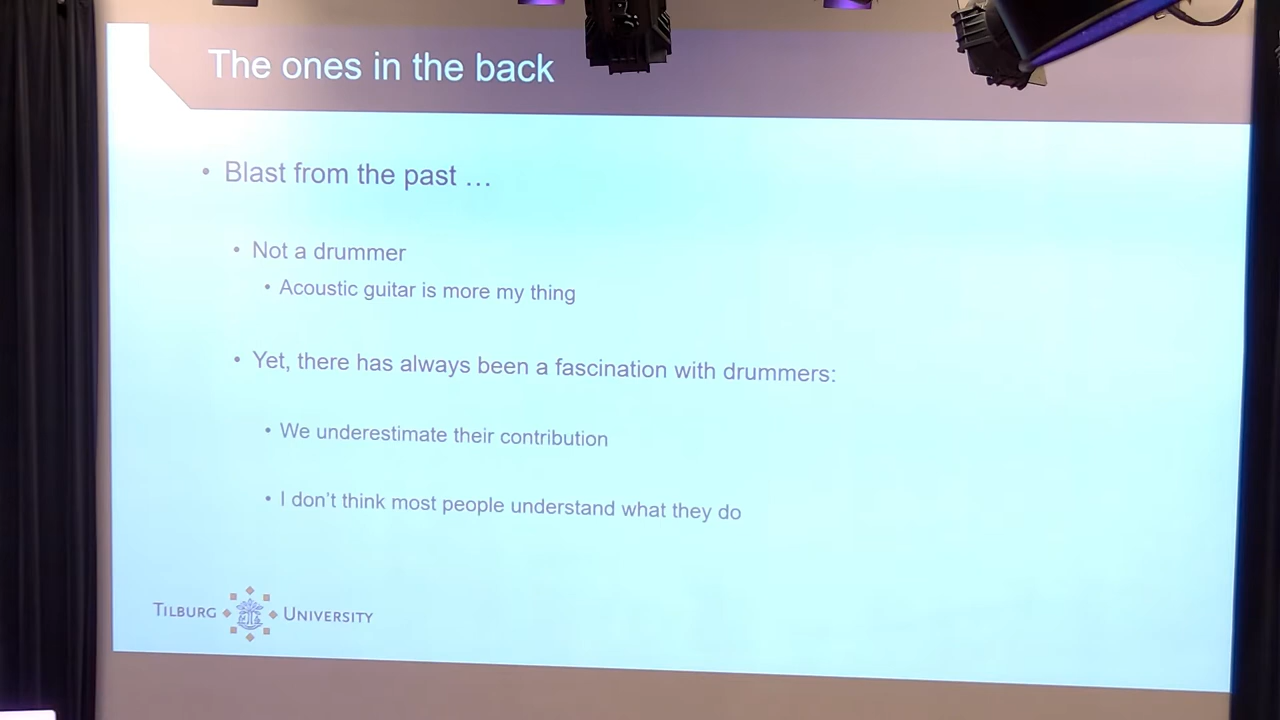 The ones in the back
• Blast from the past …
• Not a drummer
• Acoustic guitar is more my thing
• Yet, there has always been a fascination with drummers:
• We underestimate their contribution
• I don't think most people understand what they do
TILBURG UNIVERSITY